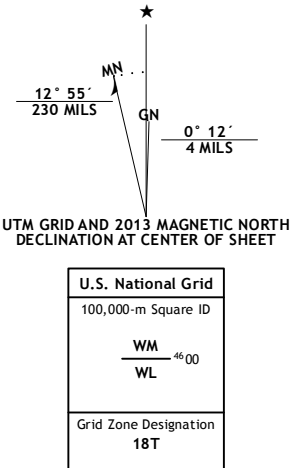 ★
MN
GN
12° 55´
230 MILS
0° 12´
4 MILS
UTM GRID AND 2013 MAGNETIC NORTH
DECLINATION AT CENTER OF SHEET
U.S. National Grid
100,000-m Square ID
WM
4600
WL
Grid Zone Designation
18T